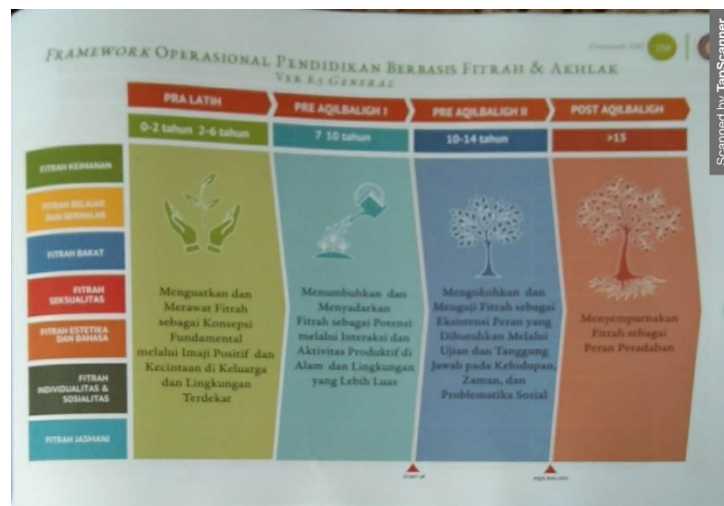 FRAMEWORK OPERASIONAL PENDIDIKAN BERBASIS FITRAH & AKHLAK
GENERAL
PRA LATIH
PRE AQILBALIGH I
PRE AQILBALIGH II
POST AQILBALIGH
0-2 tahun 2-6 tahun
7 10 tahun
10-14 tahun
>15
FITRAH KEIMANAN
FITRAH BELAJAR
DAN BERNALAR
FITRAH BAKAT
FITRAH
SEKSUALITAS
FITRAH ESTETIKA
DAN BAHASA
FITRAH
INDIVIDUALITAS &
SOSIALITAS
FITRAH JASMANI
Menguatkan dan
Merawat Fitrah
sebagai Konsepsi
Fundamental
melalui Imaji Positif dan
Kecintaan di Keluarga
dan Lingkungan
Terdekat
Menumbuhkan dan
Menyadarkan
Fitrah sebagai Potensi
melalui Interaksi dan
Aktivitas Produktif di
Alam dan Lingkungan
yang Lebih Luas
Mengokohkan dan
Menguji Fitrah sebagai
Eksistensi Peran yang
Dibutuhkan Melalui
Ujian dan Tanggung
Jawab pada Kehidupan,
Zaman, dan
Problematika Sosial
Menyempurnakan
Fitrah sebagai
Peran Peradaban
Scanned by TapScanner